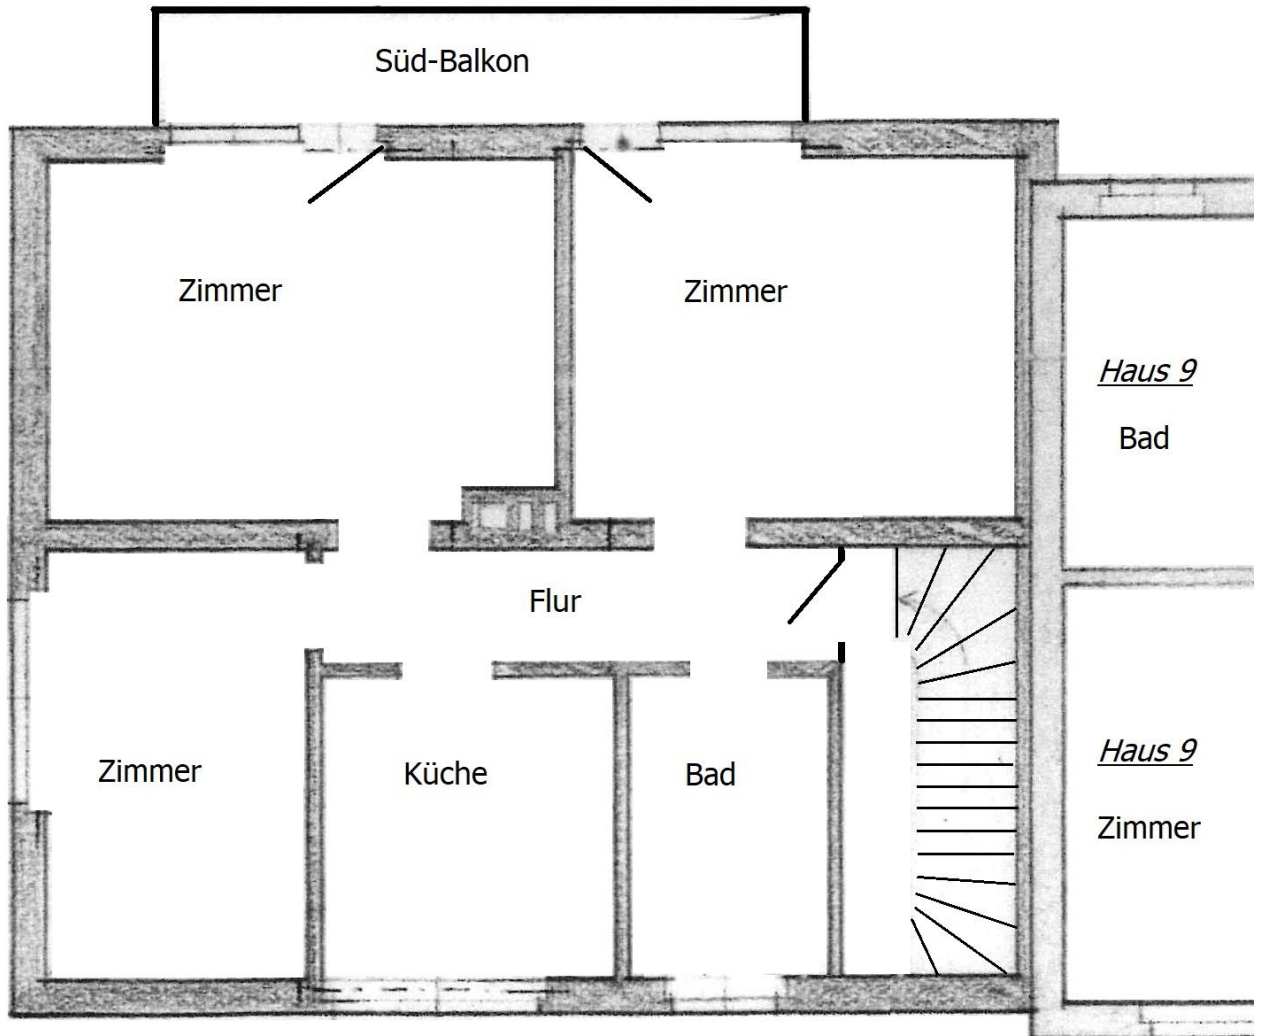 Süd-Balkon
Zimmer
Zimmer
Haus 9
Bad
Flur
Zimmer
Küche
Bad
Haus 9
Zimmer